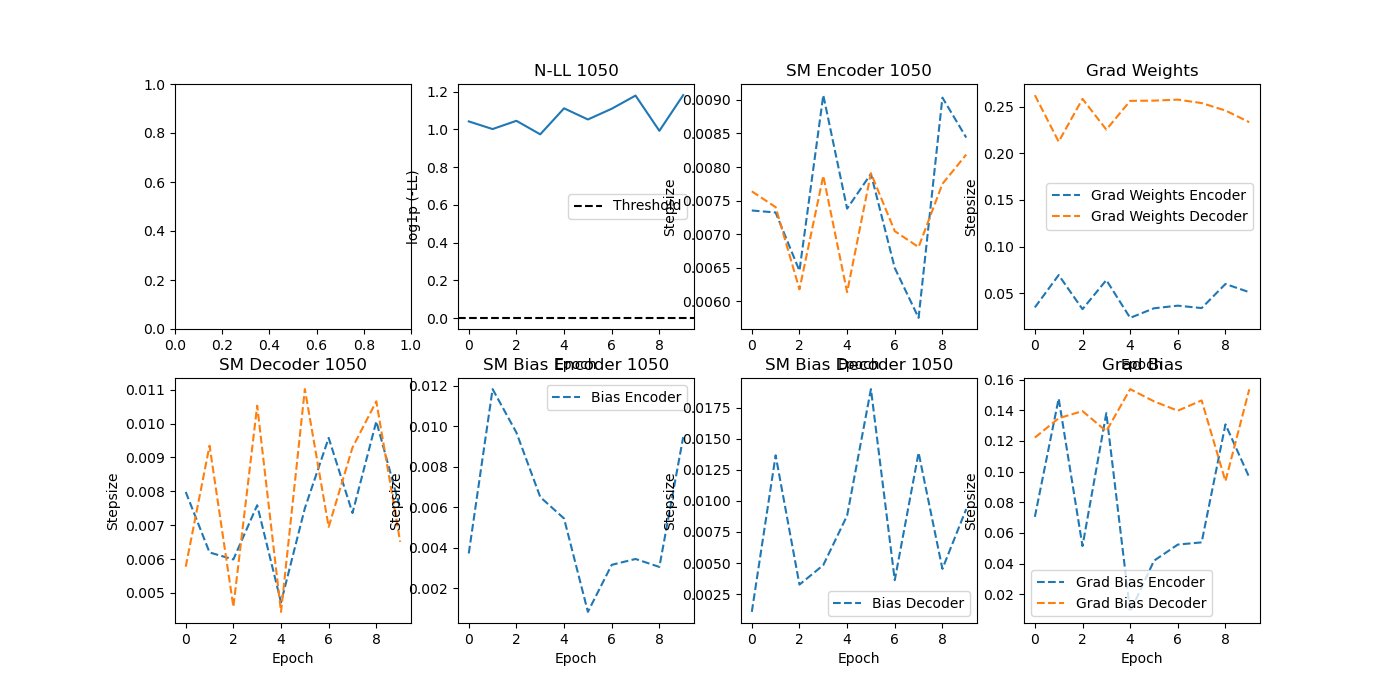 N-LL 1050
SM Encoder 1050
Grad Weights
1.0
0.8
0.6
0.4
0.2
0.0
0.0 0.2 0.4 0.6 0.8 1.0
log1p (-LL)
1.2
1.0
0.8
0.6
0.4
0.2
0.0
Threshold
0 2 4 6 8
Epoch
Stepsize
0.0090
0.0085
0.0080
0.0075
0.0070
0.0065
0.0060
0 2 4 6 8
Epoch
Stepsize
0.25
0.20
0.15
0.10
0.05
Grad Weights Encoder
Grad Weights Decoder
0 2 4 6 8
Epoch
SM Decoder 1050
SM Bias Encoder 1050
SM Bias Decoder 1050
Grad Bias
Stepsize
0.011
0.010
0.009
0.008
0.007
0.006
0.005
0 2 4 6 8
Epoch
Stepsize
0.012
0.010
0.008
0.006
0.004
0.002
Bias Encoder
0 2 4 6 8
Epoch
Stepsize
0.0175
0.0150
0.0125
0.0100
0.0075
0.0050
0.0025
Bias Decoder
0 2 4 6 8
Epoch
Stepsize
0.16
0.14
0.12
0.10
0.08
0.06
0.04
0.02
Grad Bias Encoder
Grad Bias Decoder
0 2 4 6 8
Epoch